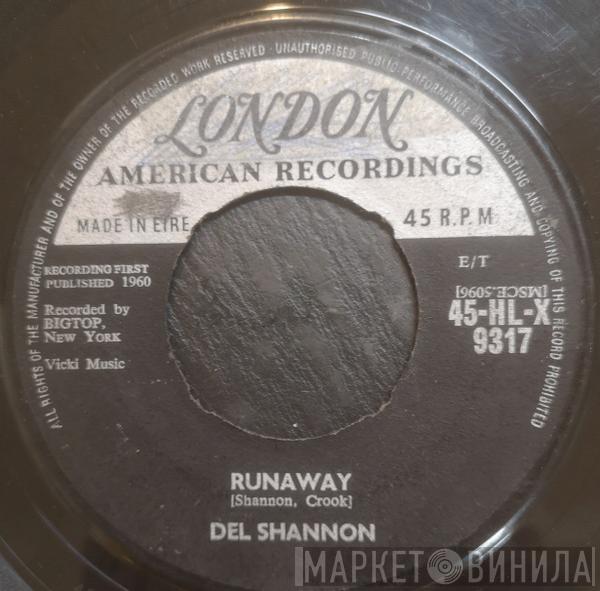 ALL RIGHTS OF THE MANUFACTURER AND OF THE OWNER OF THE RECORDED WORK RESERVED · UNAUTHORISED PUBLIC PERFORMANCE BROADCASTING AND COPYING OF THIS RECORD PROHIBITED
LONDON
AMERICAN RECORDINGS
MADE IN EIRE
45 R.P.M
RECORDING FIRST
PUBLISHED 1960
E/T
[MSCE.5096]
Recorded by
BIGTOP,
NEW YORK
45-HL-X
9317
Vicki Music
RUNAWAY
[Shannon, Crook]
DEL SHANNON
МАРКЕТ ВИНИЛА